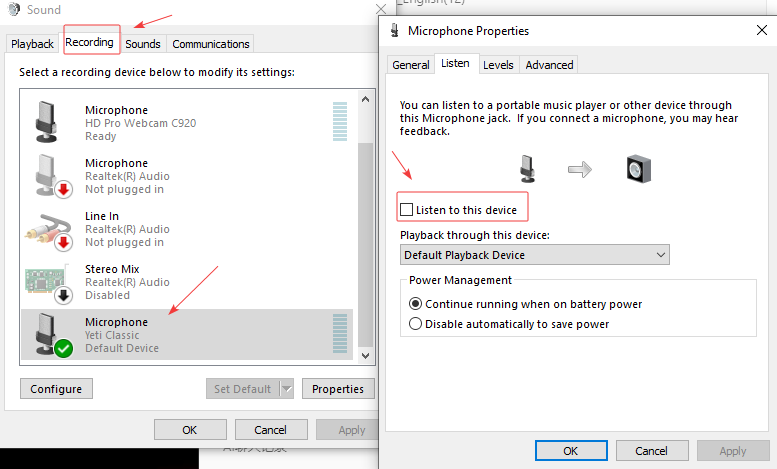 Sound
_English(12)
Playback
Recording
Sounds
Communications
Select a recording device below to modify its settings:
Microphone
HD Pro Webcam C920
Ready
Microphone
Realtek(R) Audio
Not plugged in
Line In
Realtek(R) Audio
Not plugged in
Stereo Mix
Realtek(R) Audio
Disabled
Microphone
Yeti Classic
Default Device
Configure
Set Default
Properties
OK
Cancel
Apply
Microphone Properties
General
Listen
Levels
Advanced
You can listen to a portable music player or other device through
this Microphone jack.  If you connect a microphone, you may hear
feedback.
Listen to this device
Playback through this device:
Default Playback Device
Power Management
Continue running when on battery power
Disable automatically to save power
OK
Cancel
Apply